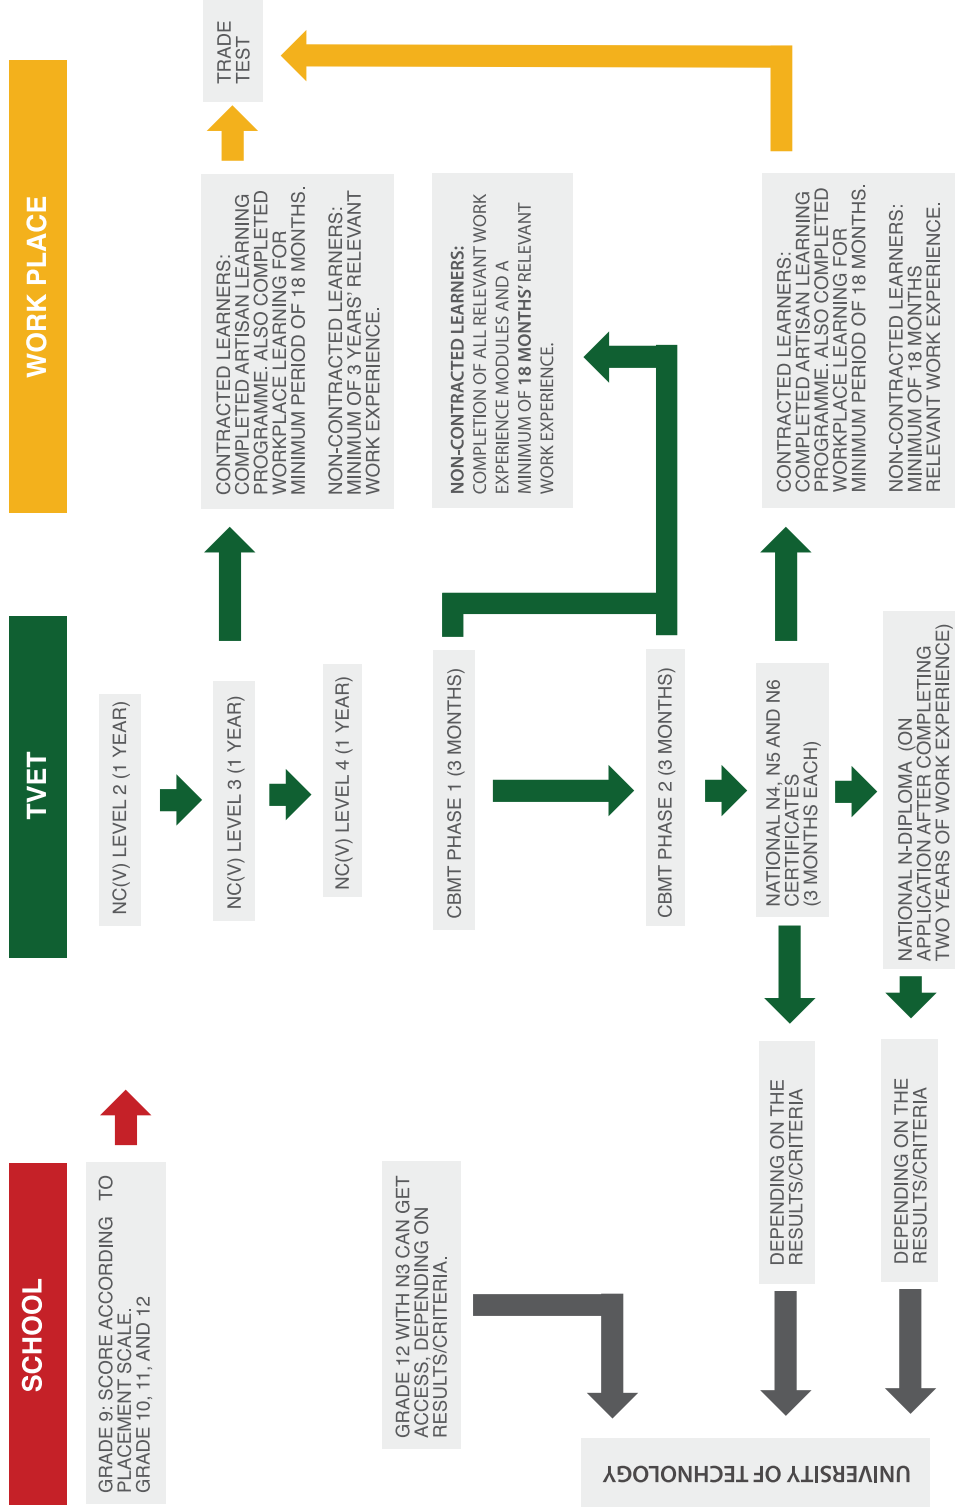 SCHOOL
TVET
WORK PLACE
GRADE 9: SCORE ACCORDING TO
PLACEMENT SCALE.
GRADE 10, 11, AND 12
NC(V) LEVEL 2 (1 YEAR)
NC(V) LEVEL 3 (1 YEAR)
NC(V) LEVEL 4 (1 YEAR)
CONTRACTED LEARNERS:
COMPLETED ARTISAN LEARNING
PROGRAMME. ALSO COMPLETED
WORKPLACE LEARNING FOR
MINIMUM PERIOD OF 18 MONTHS.
NON-CONTRACTED LEARNERS:
MINIMUM OF 3 YEARS’ RELEVANT
WORK EXPERIENCE.
TRADE
TEST
GRADE 12 WITH N3 CAN GET
ACCESS, DEPENDING ON
RESULTS/CRITERIA.
CBMT PHASE 1 (3 MONTHS)
NON-CONTRACTED LEARNERS:
COMPLETION OF ALL RELEVANT WORK
EXPERIENCE MODULES AND A
MINIMUM OF 18 MONTHS’ RELEVANT
WORK EXPERIENCE.
CBMT PHASE 2 (3 MONTHS)
UNIVERSITY OF TECHNOLOGY
DEPENDING ON THE
RESULTS/CRITERIA
NATIONAL N4, N5 AND N6
CERTIFICATES
(3 MONTHS EACH)
CONTRACTED LEARNERS:
COMPLETED ARTISAN LEARNING
PROGRAMME. ALSO COMPLETED
WORKPLACE LEARNING FOR
MINIMUM PERIOD OF 18 MONTHS.
NON-CONTRACTED LEARNERS:
MINIMUM OF 18 MONTHS
RELEVANT WORK EXPERIENCE.
DEPENDING ON THE
RESULTS/CRITERIA
NATIONAL N-DIPLOMA (ON
APPLICATION AFTER COMPLETING
TWO YEARS OF WORK EXPERIENCE)